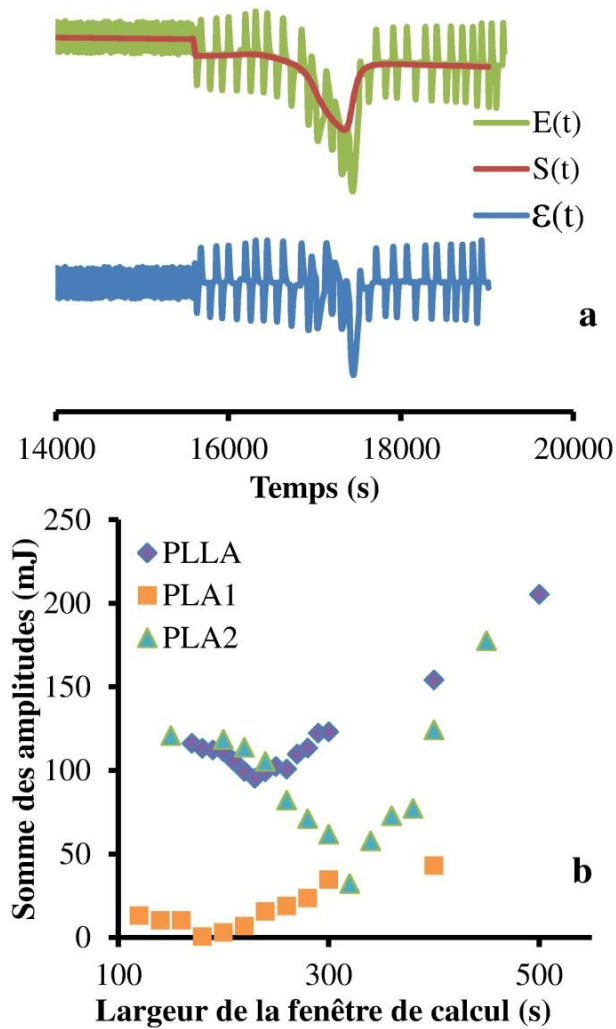 E(t)
S(t)
ε(t)
a
14000 16000 18000 20000
Temps (s)
250
200
150
100
50
0
Somme des amplitudes (mJ)
PLLA
PLA1
PLA2
b
100 300 500
Largeur de la fenêtre de calcul (s)